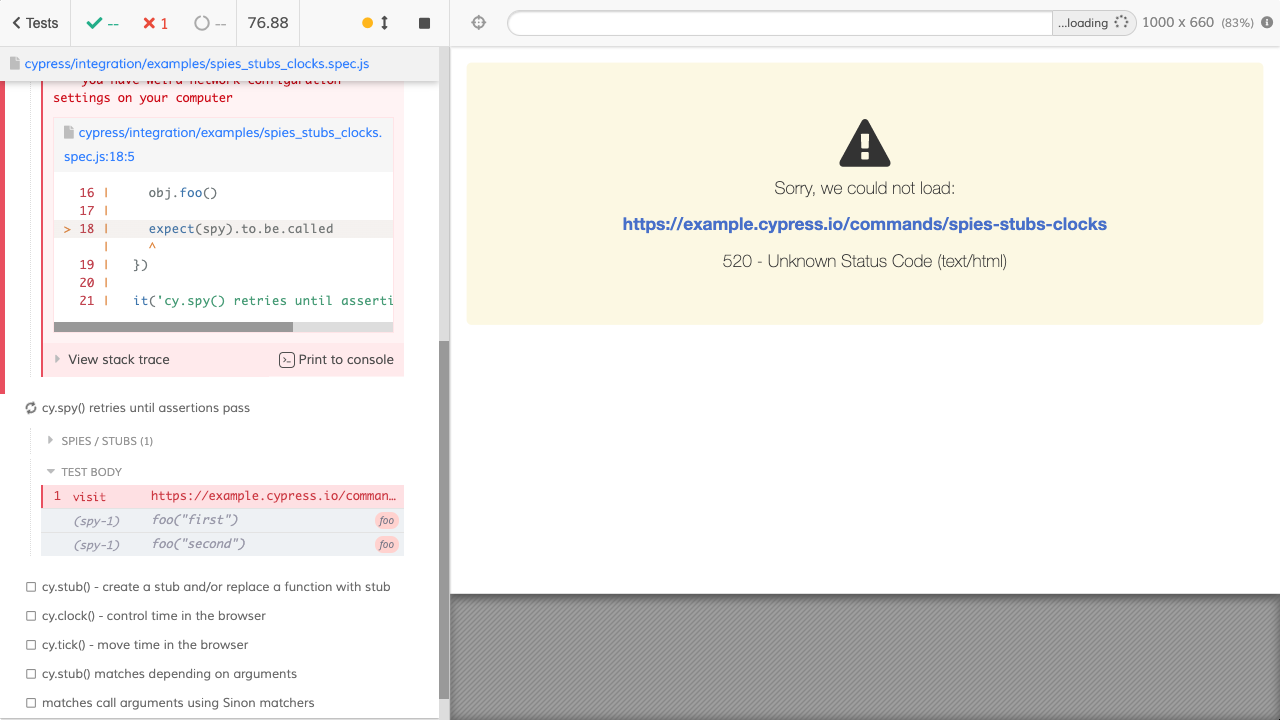 Tests
--
1
--
76.88
...loading
1000 x 660 (83%)
cypress/integration/examples/spies_stubs_clocks.spec.js
you have weird network configuration
settings on your computer
cypress/integration/examples/spies_stubs_clocks.
spec.js:18:5
16 | obj.foo()
17 |
> 18 | expect(spy).to.be.called
| ^
19 | })
20 |
21 | it('cy.spy() retries until asserti
View stack trace
Print to console
cy.spy() retries until assertions pass
SPIES / STUBS (1)
TEST BODY
1 visit https://example.cypress.io/comman…
(spy-1) foo("first") foo
(spy-1) foo("second") foo
cy.stub() - create a stub and/or replace a function with stub
cy.clock() - control time in the browser
cy.tick() - move time in the browser
cy.stub() matches depending on arguments
matches call arguments using Sinon matchers
Sorry, we could not load:
https://example.cypress.io/commands/spies-stubs-clocks
520 - Unknown Status Code (text/html)